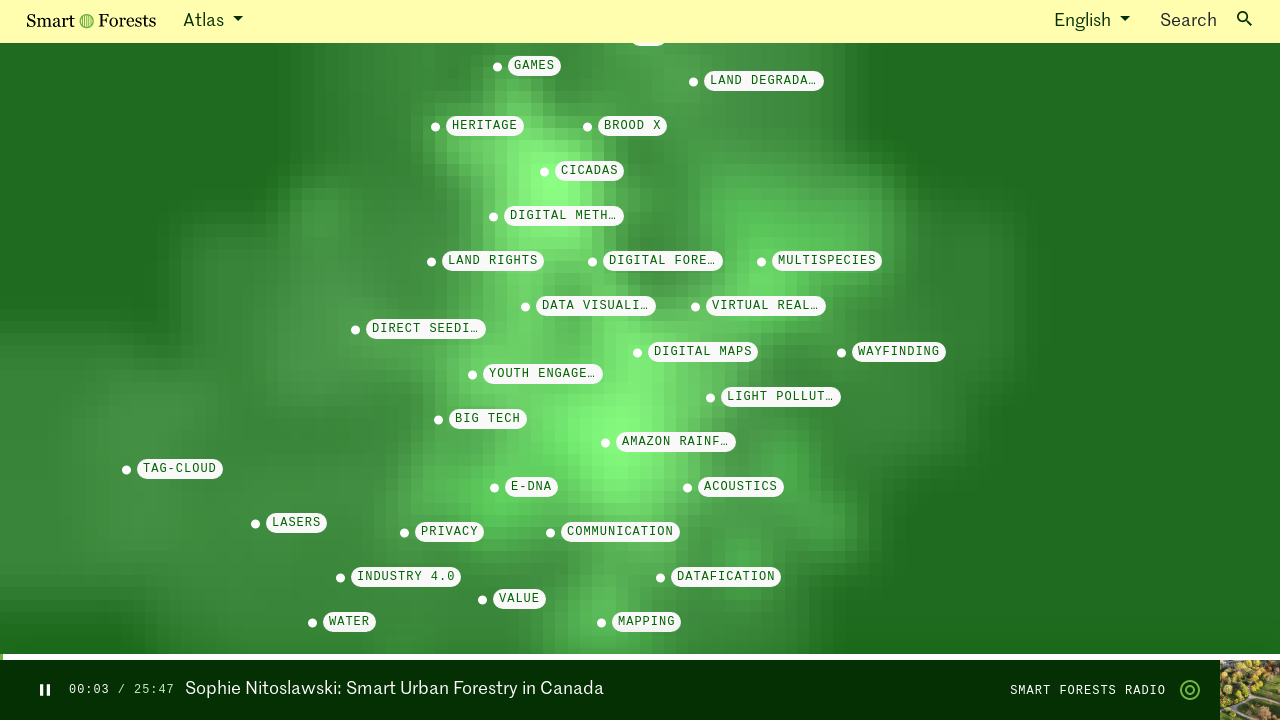 Smart Forests
Atlas
English
Search
GAMES
LAND DEGRADA…
HERITAGE
BROOD X
CICADAS
DIGITAL METH…
LAND RIGHTS
DIGITAL FORE…
MULTISPECIES
DATA VISUALI…
VIRTUAL REAL…
DIRECT SEEDI…
DIGITAL MAPS
WAYFINDING
YOUTH ENGAGE…
LIGHT POLLUT…
BIG TECH
AMAZON RAINF…
TAG-CLOUD
E-DNA
ACOUSTICS
LASERS
PRIVACY
COMMUNICATION
INDUSTRY 4.0
DATAFICATION
VALUE
WATER
MAPPING
00:03 / 25:47
Sophie Nitoslawski: Smart Urban Forestry in Canada
SMART FORESTS RADIO